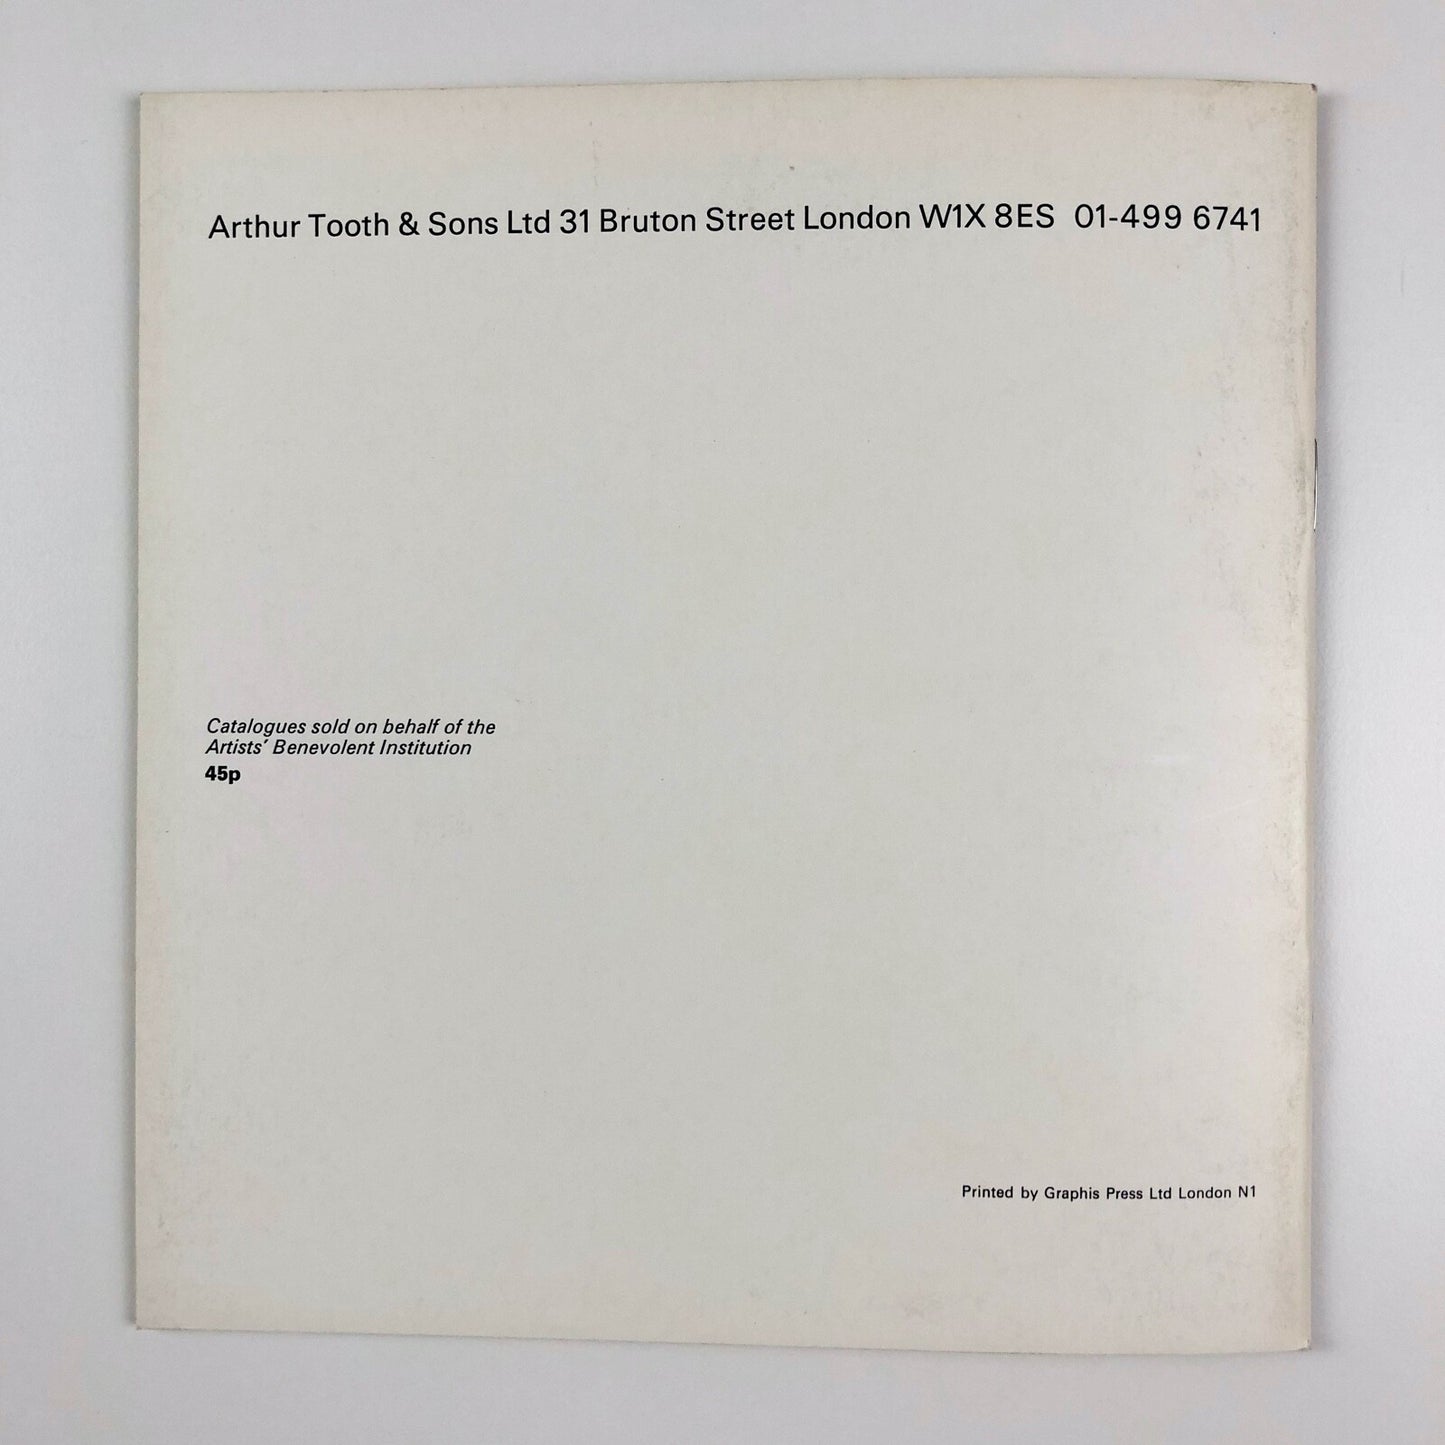 Arthur Tooth & Sons Ltd 31 Bruton Street London W1X 8ES 01-499 6741
Catalogues sold on behalf of the
Artists' Benevolent Institution
45p
Printed by Graphis Press Ltd London N1